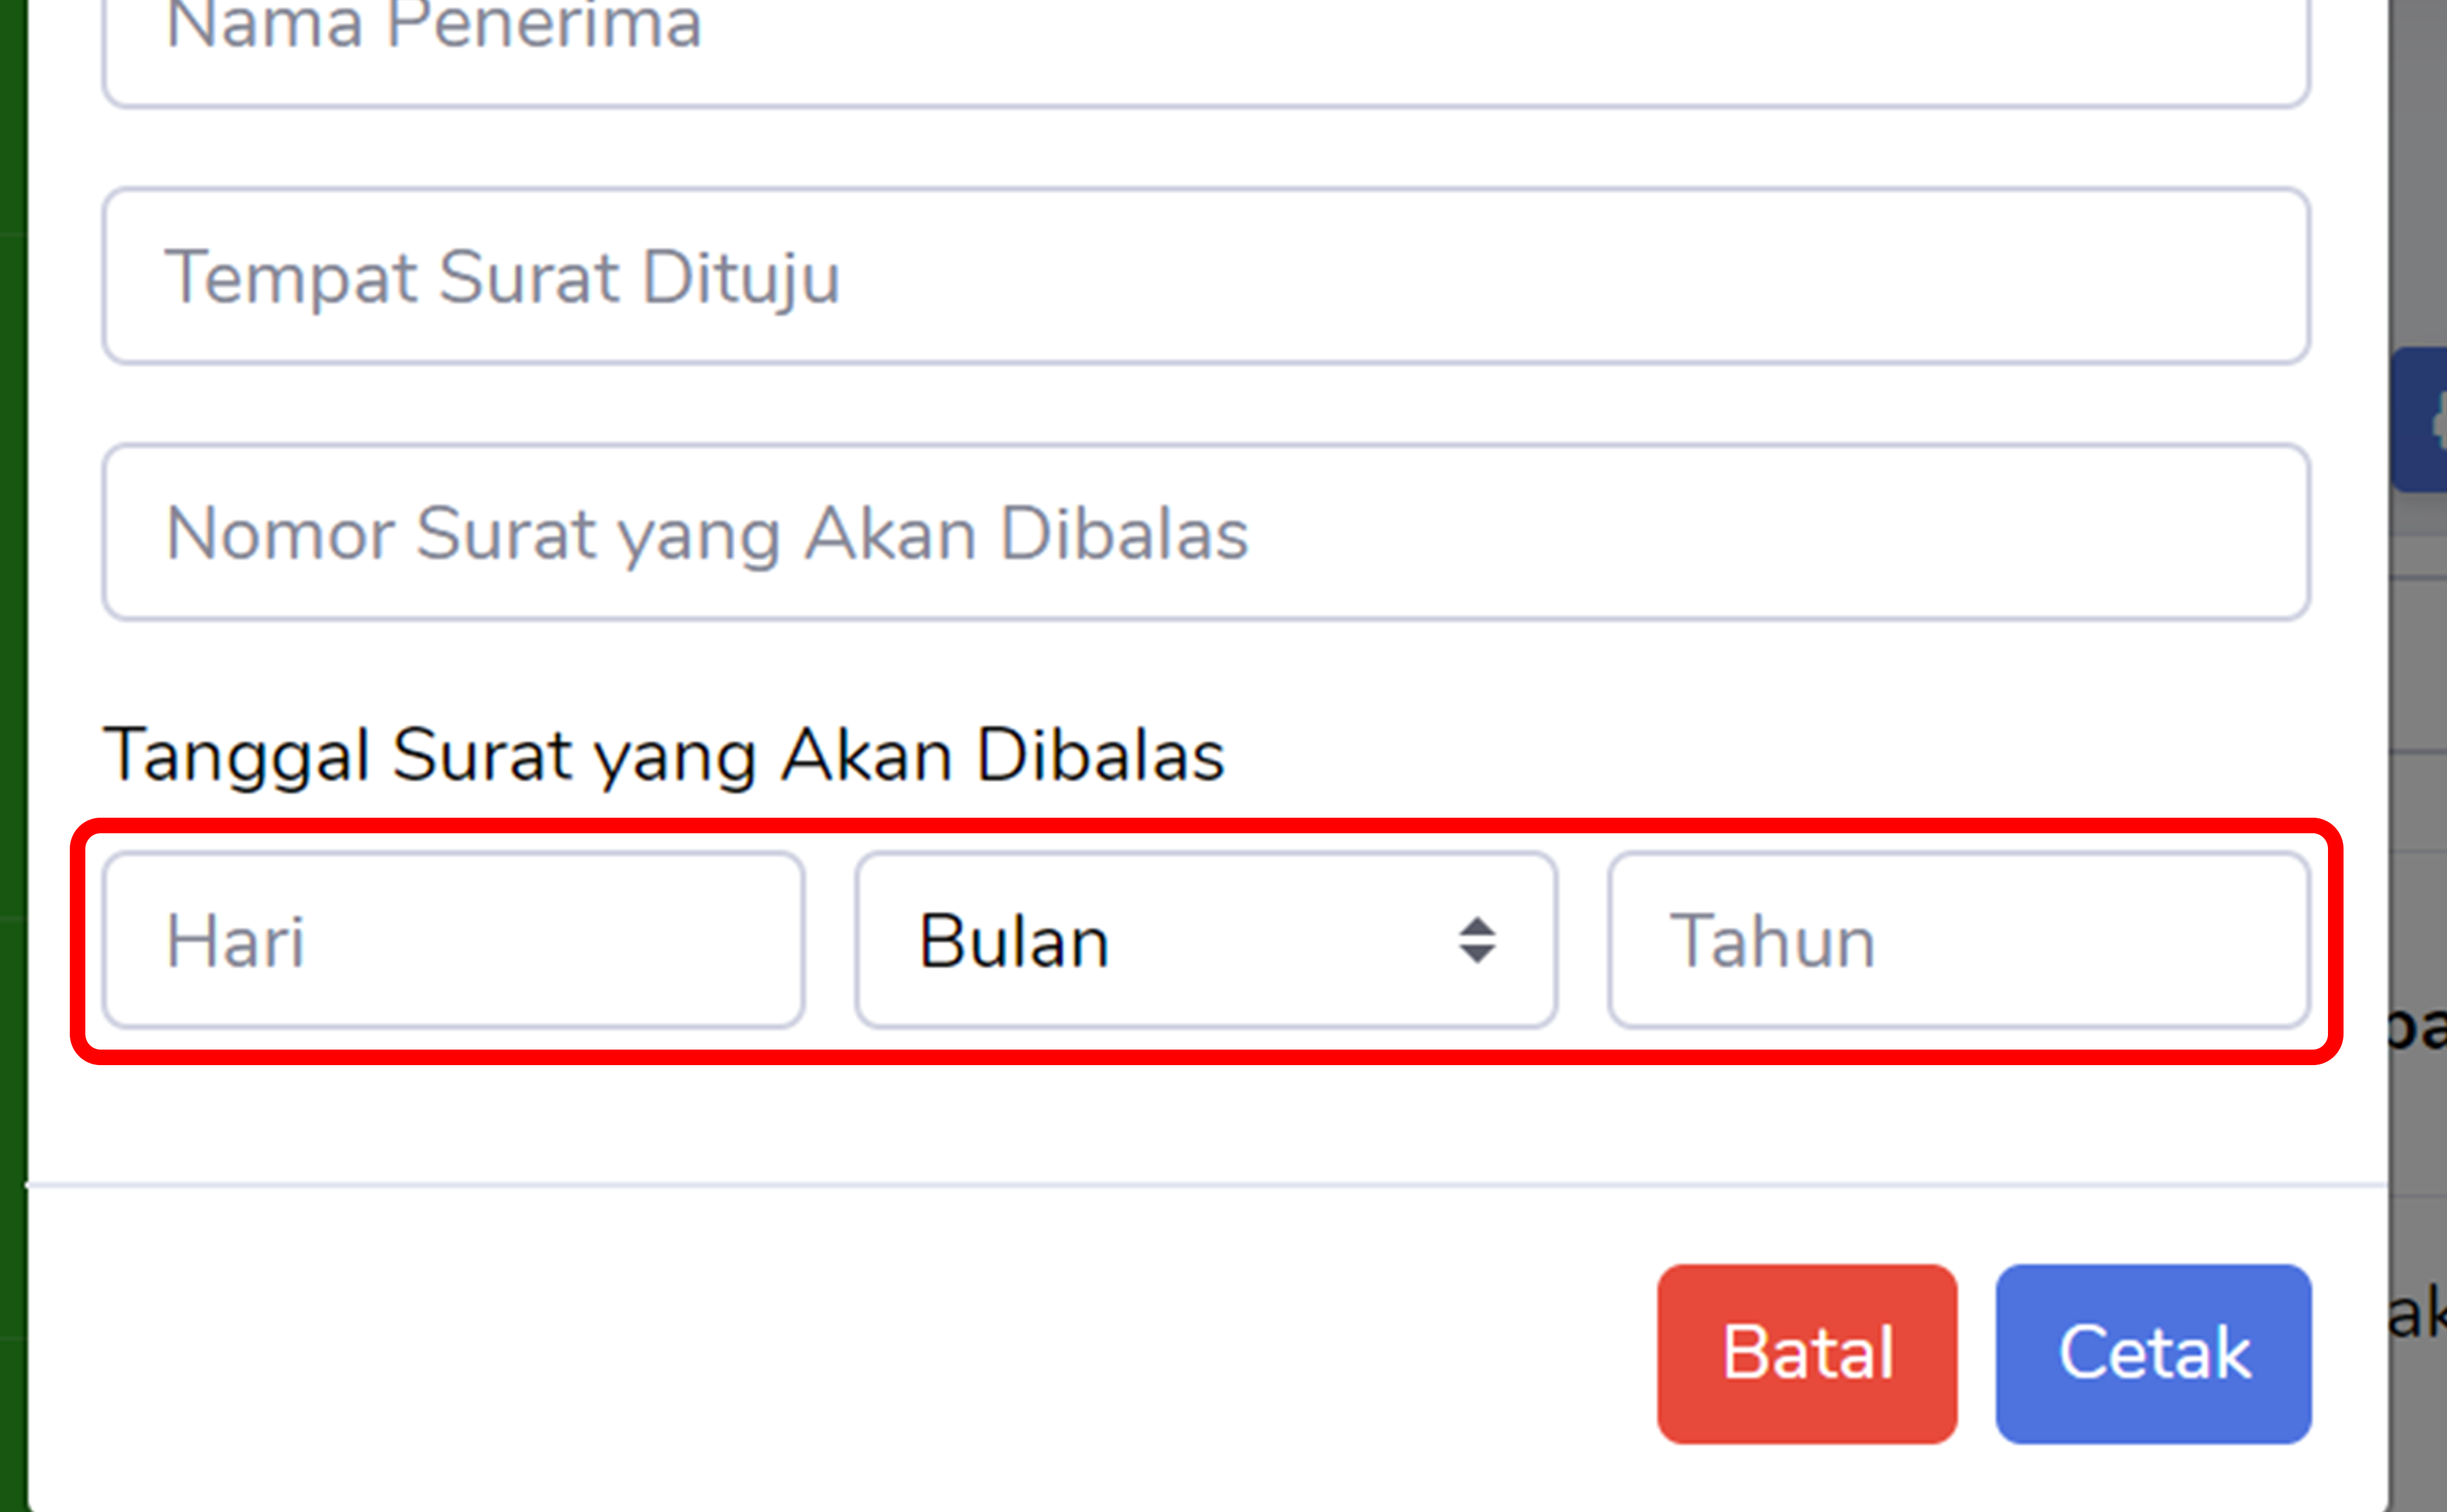 Nama Penerima
Tempat Surat Dituju
Nomor Surat yang Akan Dibalas
Tanggal Surat yang Akan Dibalas
Hari Bulan Tahun
Batal Cetak